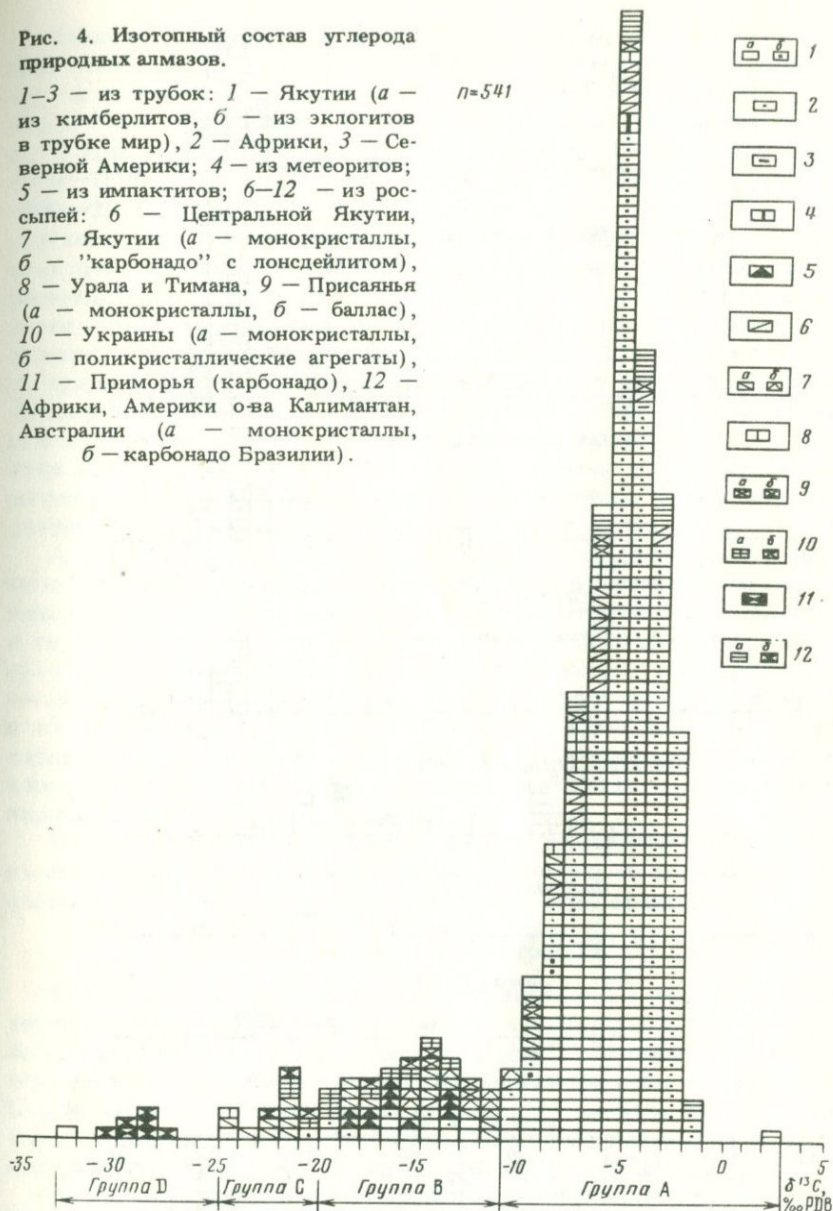 Рис. 4. Изотопный состав углерода
природных алмазов.
1–3 — из трубок: 1 — Якутии (а —
из кимберлитов, б — из эклогитов
в трубке мир), 2 — Африки, 3 — Се-
верной Америки; 4 — из метеоритов;
5 — из импактитов; 6–12 — из рос-
сыпей: 6 — Центральной Якутии,
7 — Якутии (а — монокристаллы,
б — "карбонадо" с лонсдейлитом),
8 — Урала и Тимана, 9 — Присаянья
(а — монокристаллы, б — баллас),
10 — Украины (а — монокристаллы,
б — поликристаллические агрегаты),
11 — Приморья (карбонадо), 12 —
Африки, Америки о-ва Калимантан,
Австралии (а — монокристаллы,
б — карбонадо Бразилии).
n=541
а б 1
2
3
4
5
6
а б 7
8
а б 9
а б 10
11
а б 12
-35 -30 -25 -20 -15 -10 -5 0 5
Группа D Группа C Группа B Группа A δ¹³C,
‰ PDB